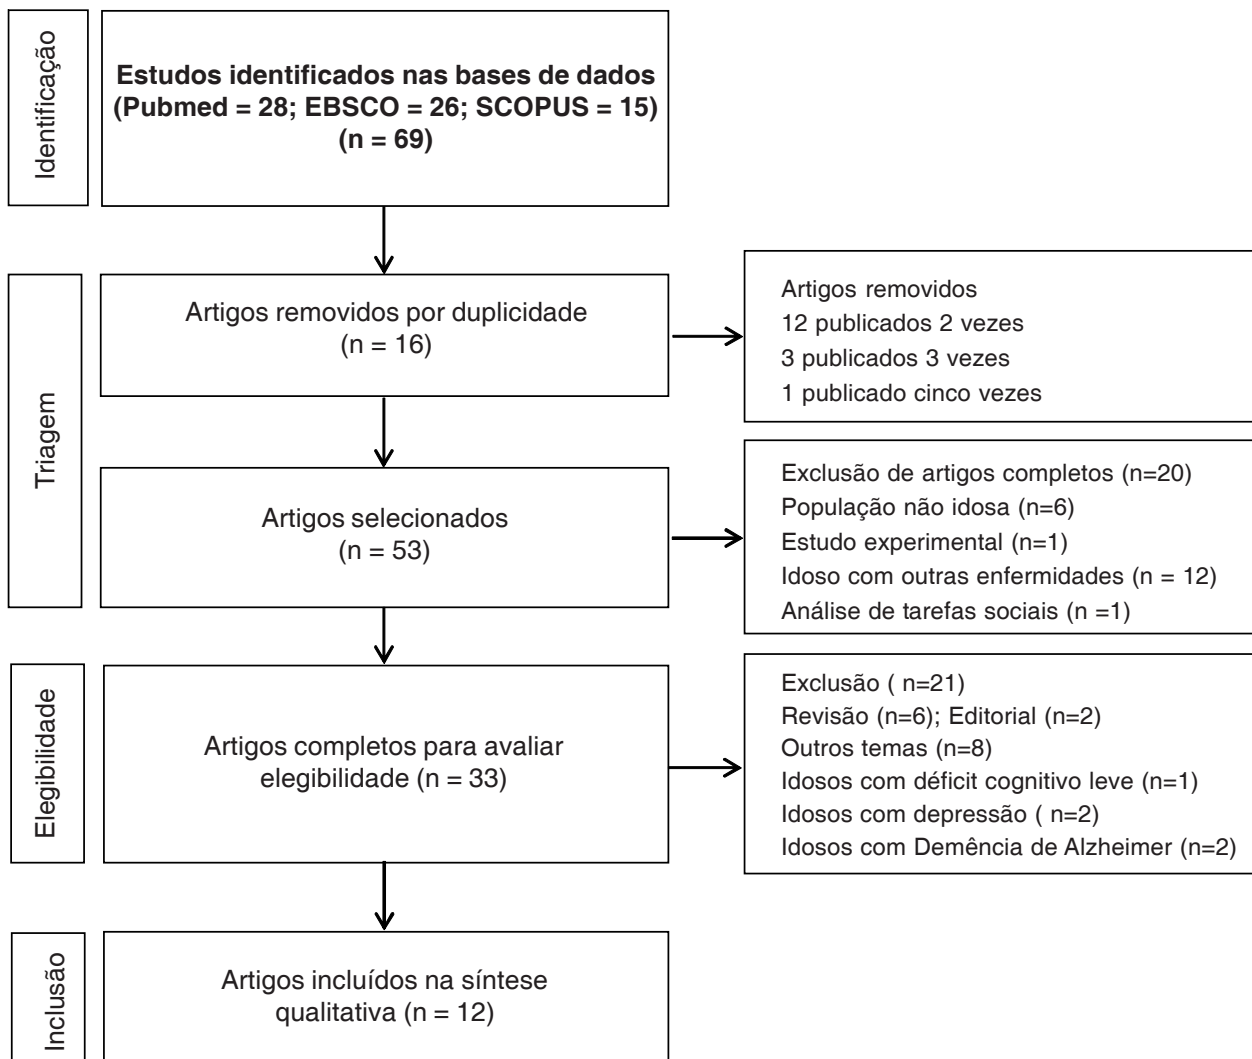 Identificação
Estudos identificados nas bases de dados
(Pubmed = 28; EBSCO = 26; SCOPUS = 15)
(n = 69)
Triagem
Artigos removidos por duplicidade
(n = 16)
Artigos removidos
12 publicados 2 vezes
3 publicados 3 vezes
1 publicado cinco vezes
Artigos selecionados
(n = 53)
Exclusão de artigos completos (n=20)
População não idosa (n=6)
Estudo experimental (n=1)
Idoso com outras enfermidades (n = 12)
Análise de tarefas sociais (n =1)
Elegibilidade
Artigos completos para avaliar
elegibilidade (n = 33)
Exclusão ( n=21)
Revisão (n=6); Editorial (n=2)
Outros temas (n=8)
Idosos com déficit cognitivo leve (n=1)
Idosos com depressão ( n=2)
Idosos com Demência de Alzheimer (n=2)
Inclusão
Artigos incluídos na síntese
qualitativa (n = 12)